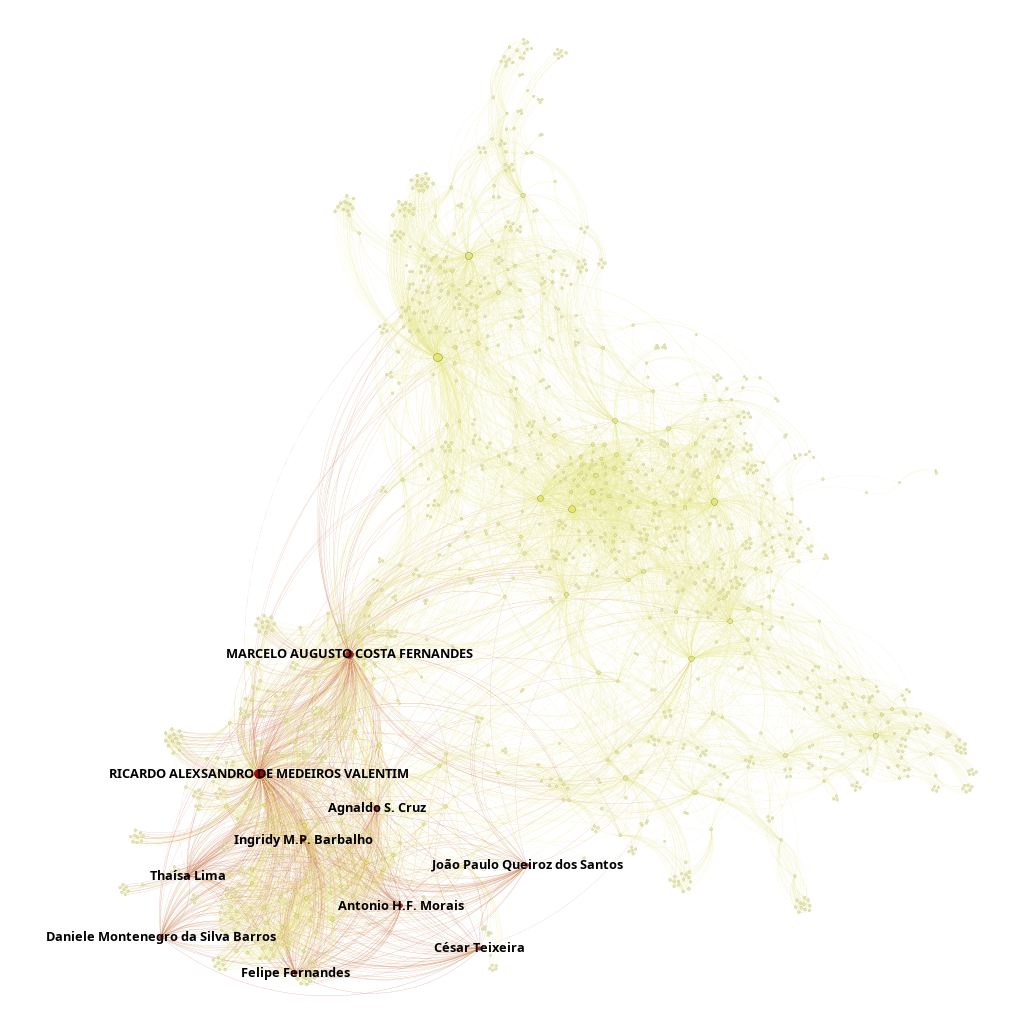 MARCELO AUGUSTO COSTA FERNANDES
RICARDO ALEXSANDRO DE MEDEIROS VALENTIM
Agnaldo S. Cruz
Ingridy M.P. Barbalho
João Paulo Queiroz dos Santos
Thaísa Lima
Antonio H.F. Morais
Daniele Montenegro da Silva Barros
César Teixeira
Felipe Fernandes